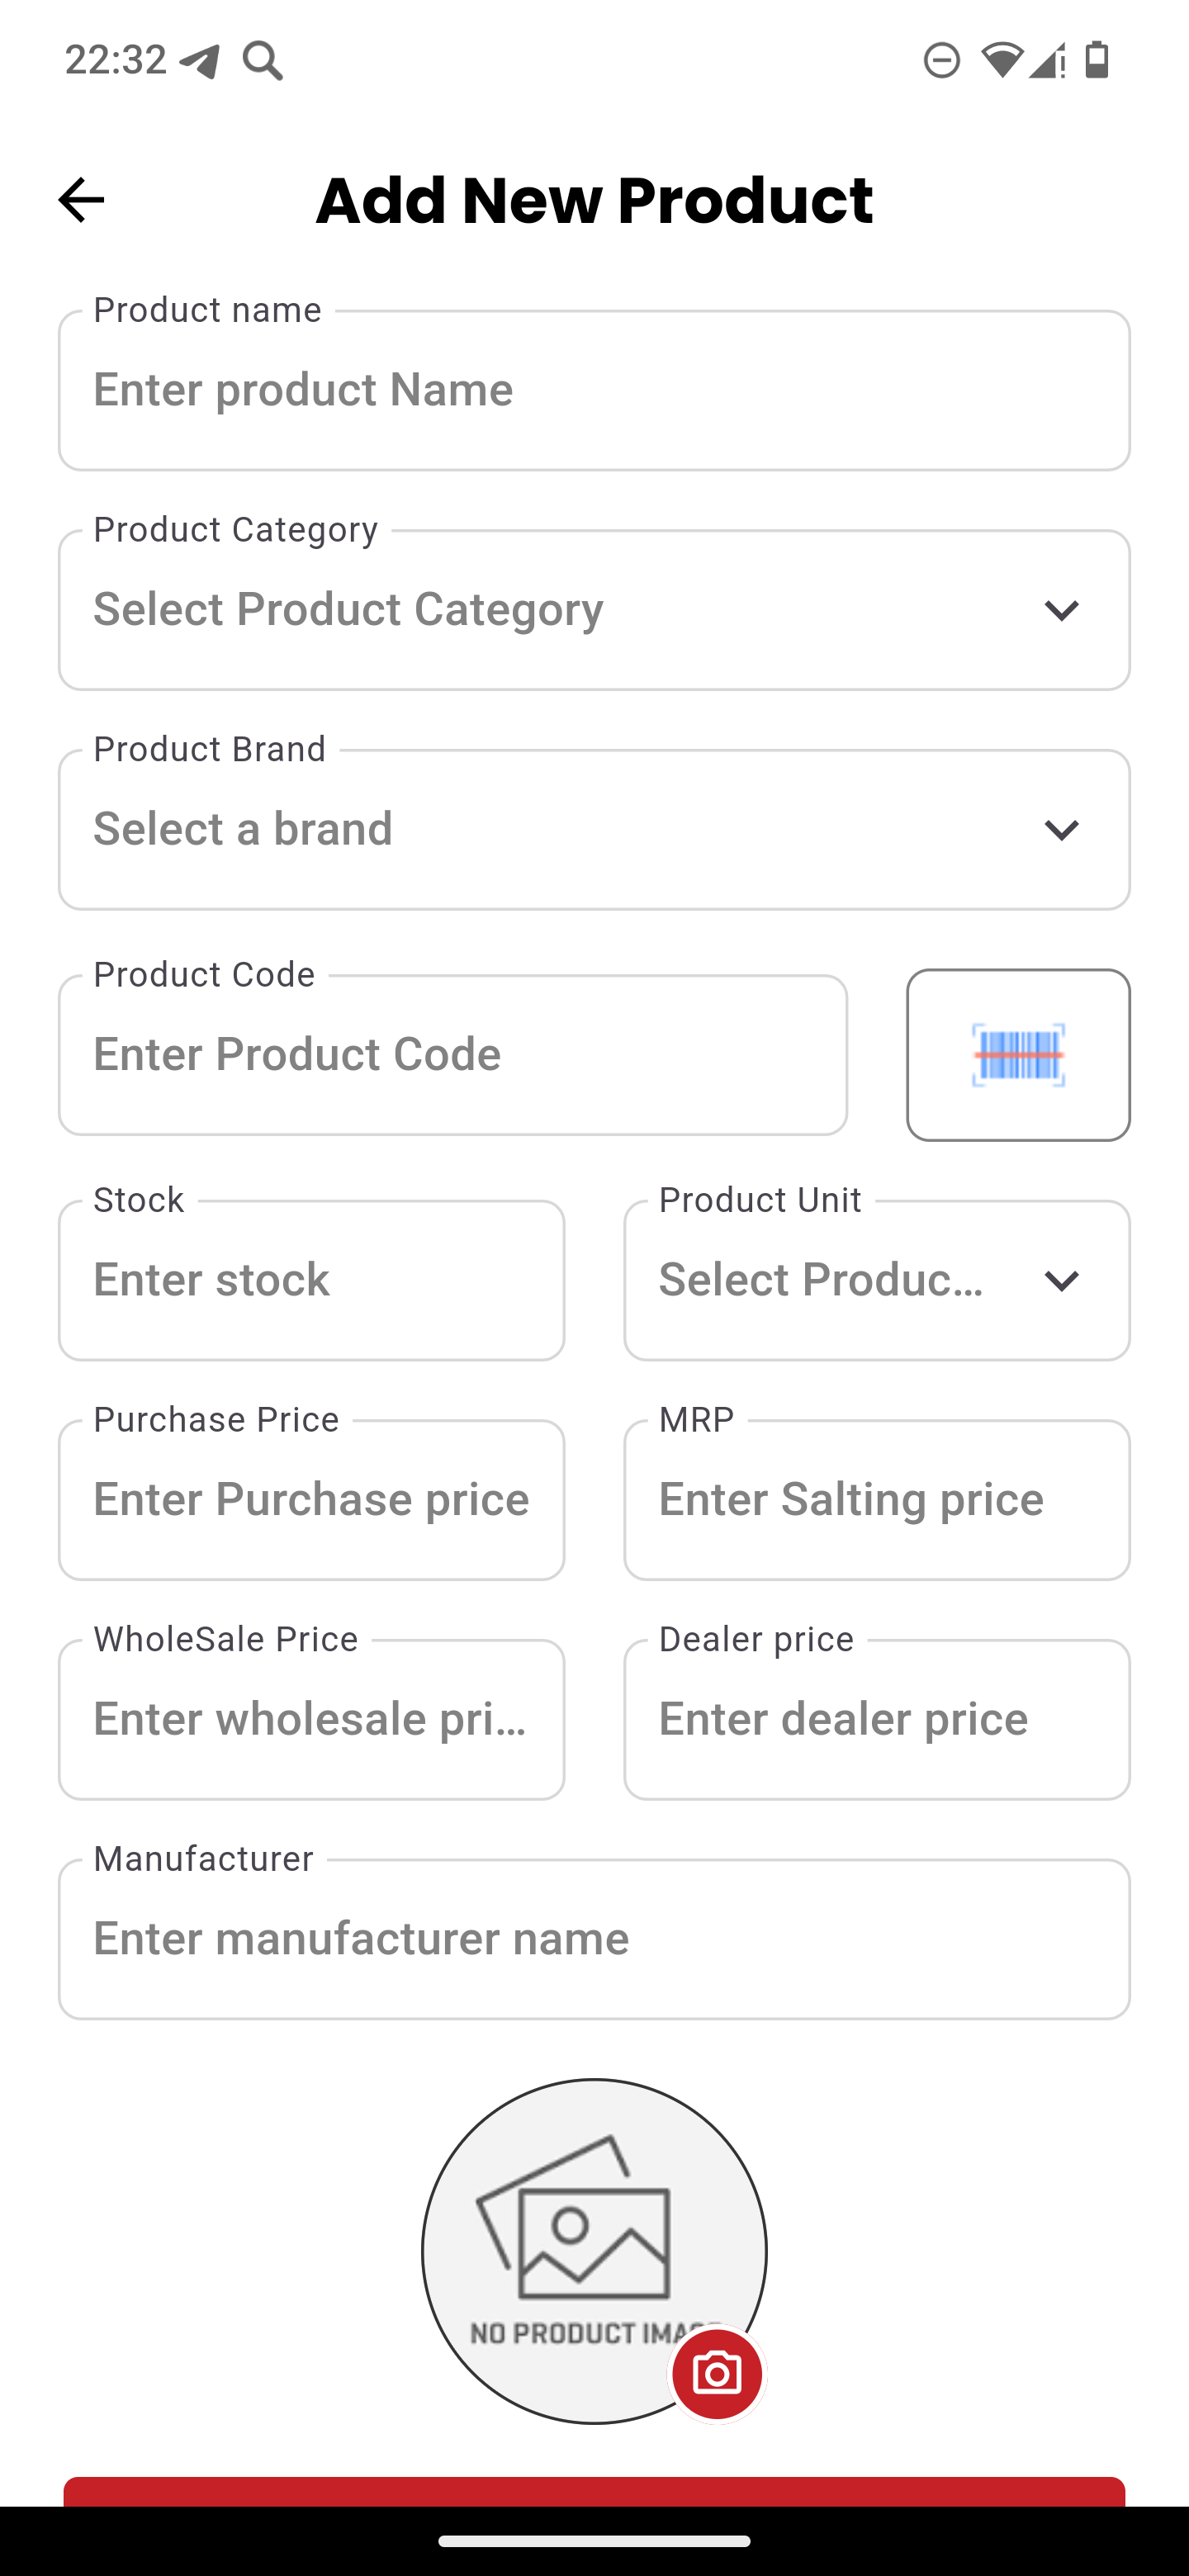 22:32
Add New Product
Product name
Enter product Name
Product Category
Select Product Category
Product Brand
Select a brand
Product Code
Enter Product Code
Stock
Product Unit
Enter stock
Select Produc...
Purchase Price
MRP
Enter Purchase price
Enter Salting price
WholeSale Price
Dealer price
Enter wholesale pri...
Enter dealer price
Manufacturer
Enter manufacturer name
NO PRODUCT IMAGE